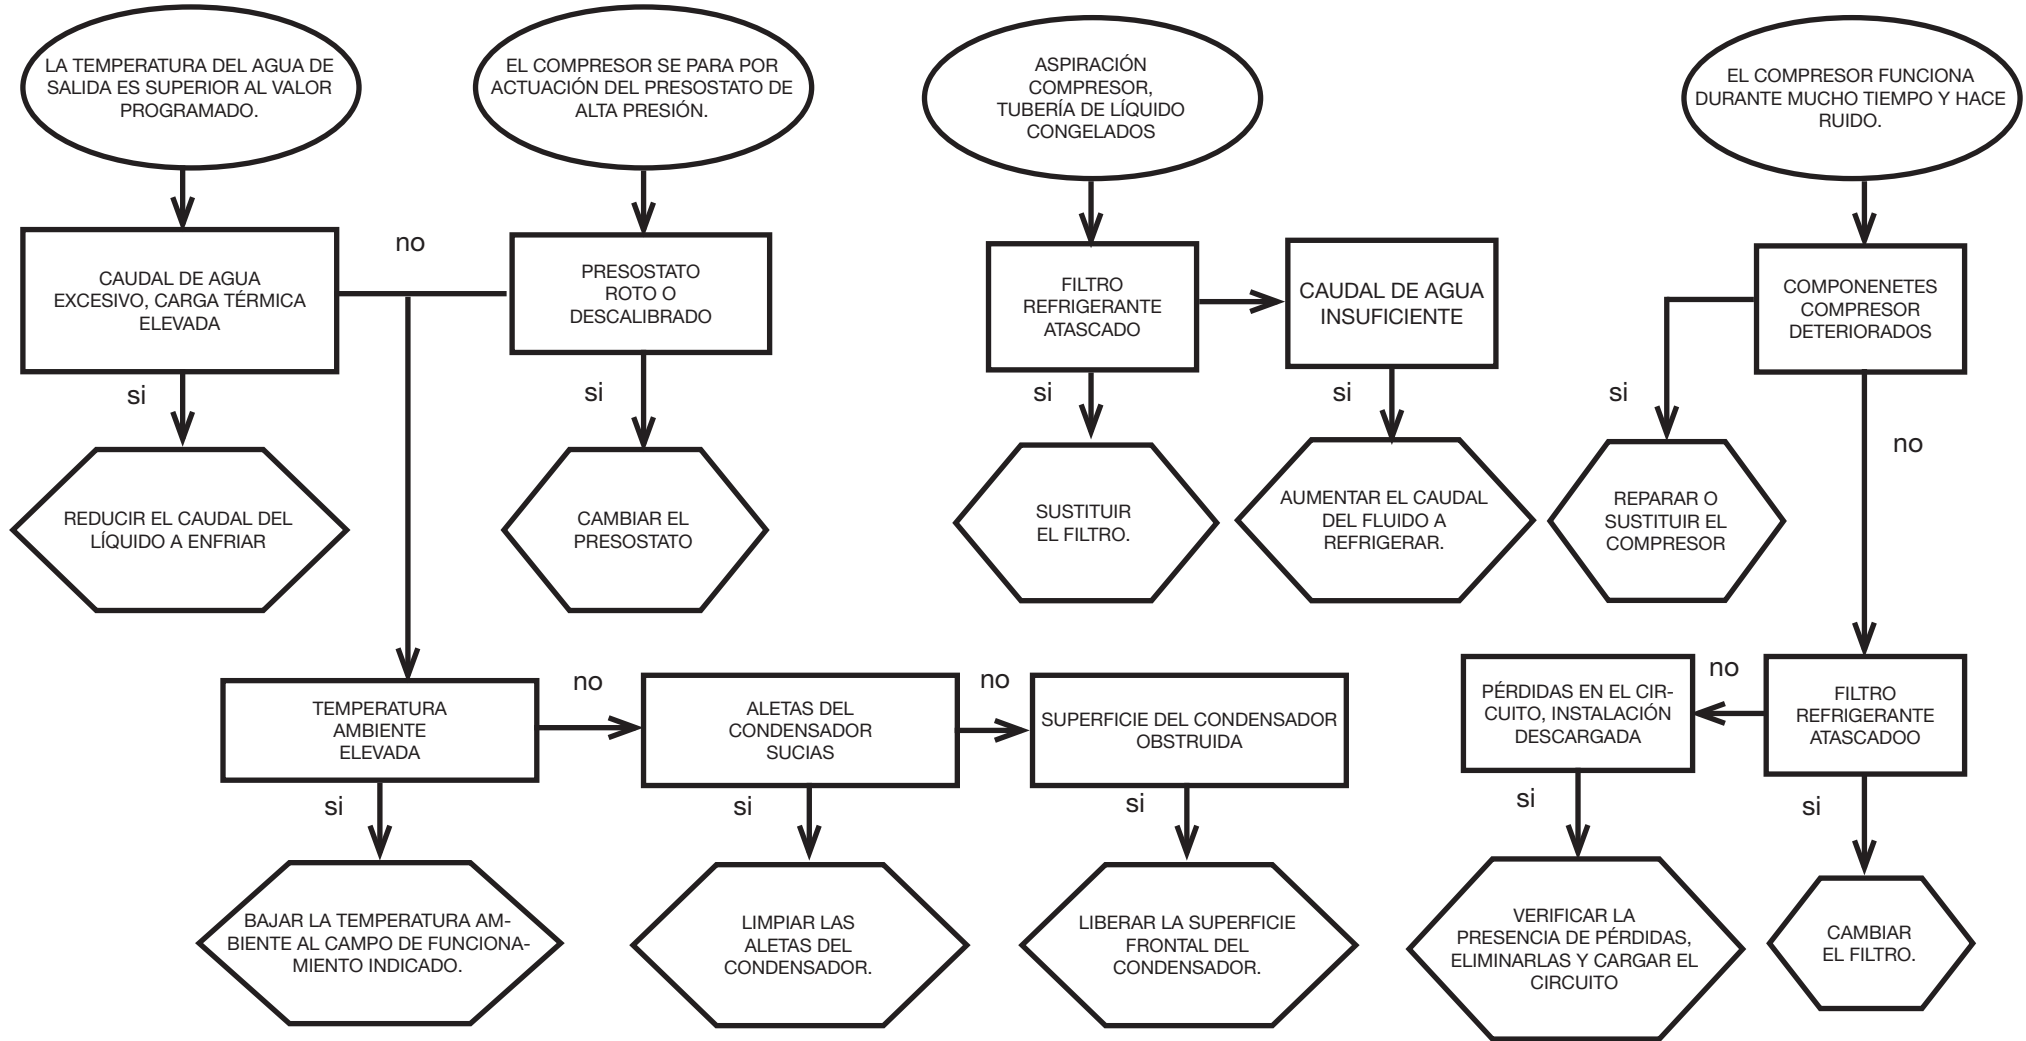 LA TEMPERATURA DEL AGUA DE
SALIDA ES SUPERIOR AL VALOR
PROGRAMADO.
EL COMPRESOR SE PARA POR
ACTUACIÓN DEL PRESOSTATO DE
ALTA PRESIÓN.
ASPIRACIÓN
COMPRESOR,
TUBERÍA DE LÍQUIDO
CONGELADOS
EL COMPRESOR FUNCIONA
DURANTE MUCHO TIEMPO Y HACE
RUIDO.
CAUDAL DE AGUA
EXCESIVO, CARGA TÉRMICA
ELEVADA
no
PRESOSTATO
ROTO O
DESCALIBRADO
FILTRO
REFRIGERANTE
ATASCADO
CAUDAL DE AGUA
INSUFICIENTE
COMPONENETES
COMPRESOR
DETERIORADOS
si
si
si
si
si
no
REDUCIR EL CAUDAL DEL
LÍQUIDO A ENFRIAR
CAMBIAR EL
PRESOSTATO
SUSTITUIR
EL FILTRO.
AUMENTAR EL CAUDAL
DEL FLUIDO A
REFRIGERAR.
REPARAR O
SUSTITUIR EL
COMPRESOR
TEMPERATURA
AMBIENTE
ELEVADA
no
ALETAS DEL
CONDENSADOR
SUCIAS
no
SUPERFICIE DEL CONDENSADOR
OBSTRUIDA
PÉRDIDAS EN EL CIR-
CUITO, INSTALACIÓN
DESCARGADA
no
FILTRO
REFRIGERANTE
ATASCADOO
si
si
si
si
si
BAJAR LA TEMPERATURA AM-
BIENTE AL CAMPO DE FUNCIONA-
MIENTO INDICADO.
LIMPIAR LAS
ALETAS DEL
CONDENSADOR.
LIBERAR LA SUPERFICIE
FRONTAL DEL
CONDENSADOR.
VERIFICAR LA
PRESENCIA DE PÉRDIDAS,
ELIMINARLAS Y CARGAR EL
CIRCUITO
CAMBIAR
EL FILTRO.